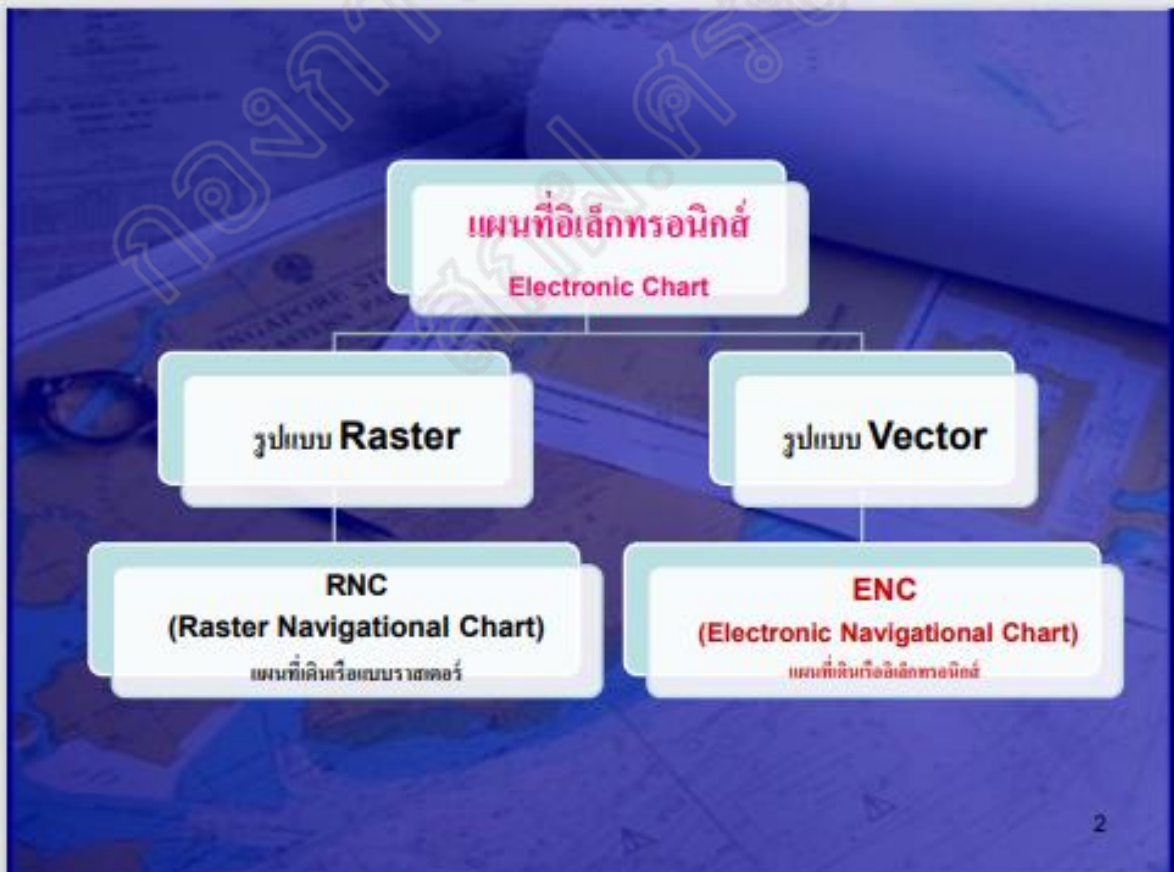 แผนที่อิเล็กทรอนิกส์
Electronic Chart
รูปแบบ Raster
รูปแบบ Vector
RNC
(Raster Navigational Chart)
แผนที่เดินเรือแบบราสเตอร์
ENC
(Electronic Navigational Chart)
แผนที่เดินเรืออิเล็กทรอนิกส์
2